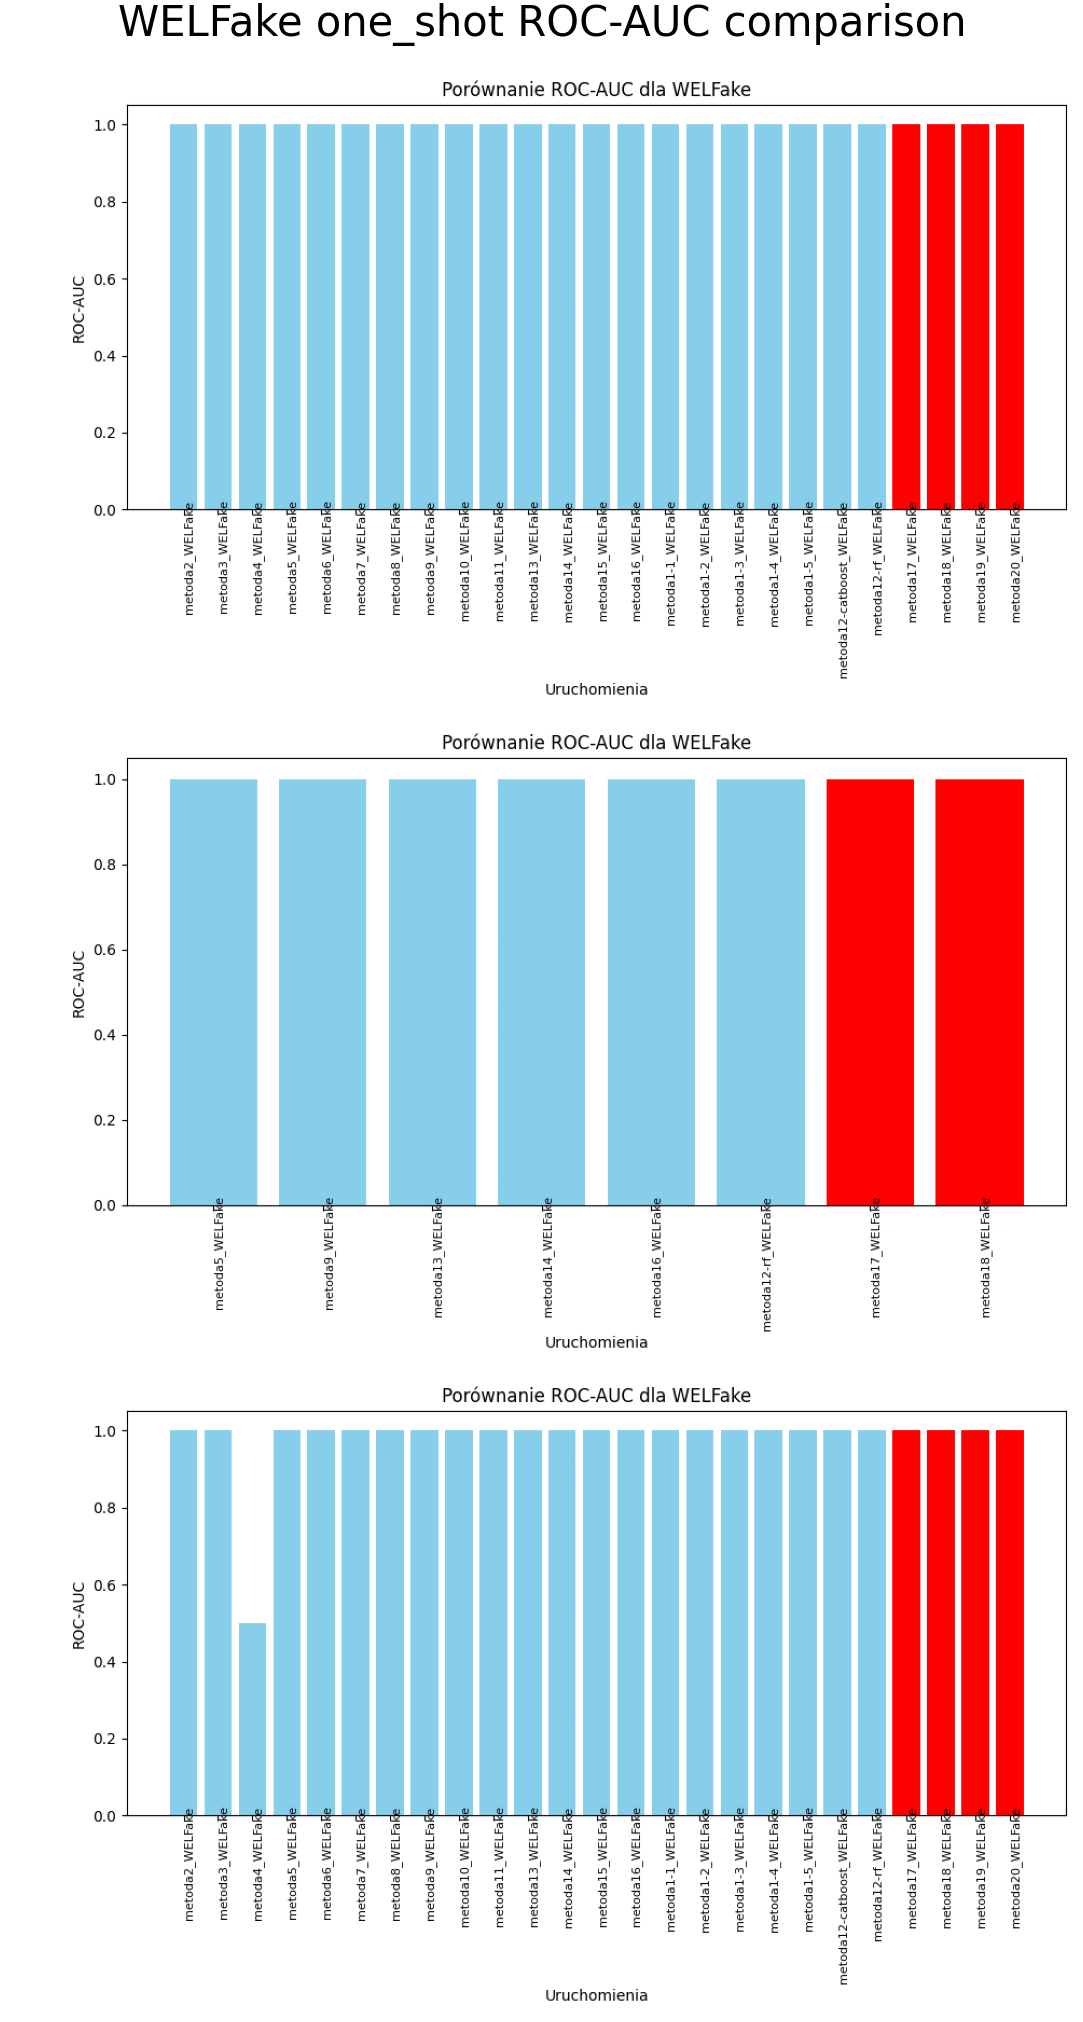 WELFake one_shot ROC-AUC comparison
Porównanie ROC-AUC dla WELFake
1.0
0.8
0.6
0.4
0.2
0.0
ROC-AUC
metoda2_WELFake
metoda3_WELFake
metoda4_WELFake
metoda5_WELFake
metoda6_WELFake
metoda7_WELFake
metoda8_WELFake
metoda9_WELFake
metoda10_WELFake
metoda11_WELFake
metoda13_WELFake
metoda14_WELFake
metoda15_WELFake
metoda16_WELFake
metoda1-1_WELFake
metoda1-2_WELFake
metoda1-3_WELFake
metoda1-4_WELFake
metoda1-5_WELFake
metoda12-catboost_WELFake
metoda12-rf_WELFake
metoda17_WELFake
metoda18_WELFake
metoda19_WELFake
metoda20_WELFake
Uruchomienia
Porównanie ROC-AUC dla WELFake
1.0
0.8
0.6
0.4
0.2
0.0
ROC-AUC
metoda5_WELFake
metoda9_WELFake
metoda13_WELFake
metoda14_WELFake
metoda16_WELFake
metoda12-rf_WELFake
metoda17_WELFake
metoda18_WELFake
Uruchomienia
Porównanie ROC-AUC dla WELFake
1.0
0.8
0.6
0.4
0.2
0.0
ROC-AUC
metoda2_WELFake
metoda3_WELFake
metoda4_WELFake
metoda5_WELFake
metoda6_WELFake
metoda7_WELFake
metoda8_WELFake
metoda9_WELFake
metoda10_WELFake
metoda11_WELFake
metoda13_WELFake
metoda14_WELFake
metoda15_WELFake
metoda16_WELFake
metoda1-1_WELFake
metoda1-2_WELFake
metoda1-3_WELFake
metoda1-4_WELFake
metoda1-5_WELFake
metoda12-catboost_WELFake
metoda12-rf_WELFake
metoda17_WELFake
metoda18_WELFake
metoda19_WELFake
metoda20_WELFake
Uruchomienia